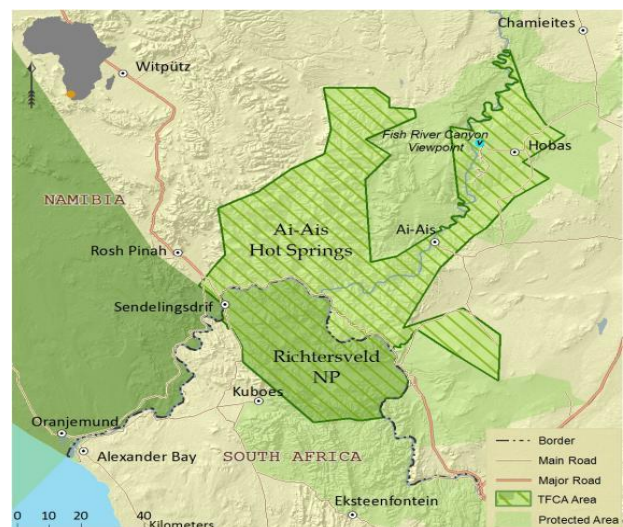 Chamieites
Witpütz
Fish River Canyon
Viewpoint
Hobas
NAMIBIA
Ai-Ais
Hot Springs
Ai-Ais
Rosh Pinah
Sendelingsdrif
Richtersveld
NP
Kuboes
Oranjemund
Alexander Bay
SOUTH AFRICA
Eksteenfontein
0 10 20 40
Kilometers
Border
Main Road
Major Road
TFCA Area
Protected Area